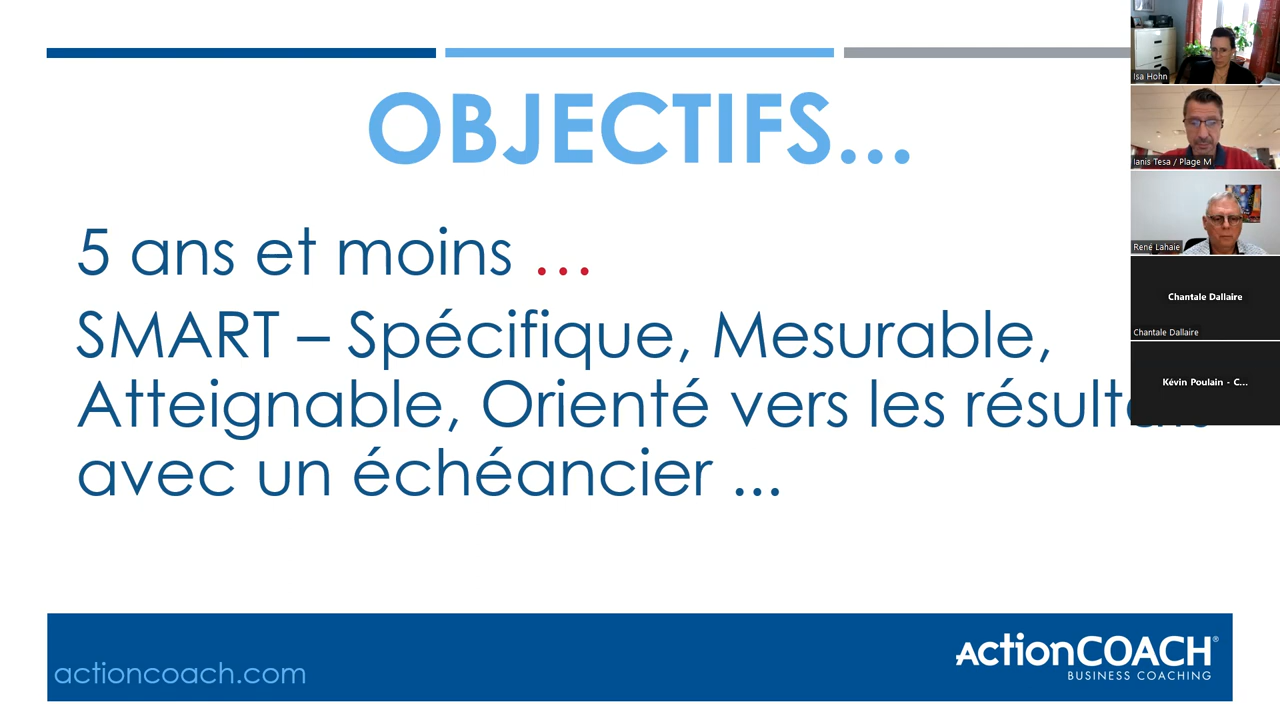 OBJECTIFS...
5 ans et moins ...
SMART – Spécifique, Mesurable,
Atteignable, Orienté vers les
avec un échéancier ...
actioncoach.com
ActionCOACH®
BUSINESS COACHING
Isa Hohn
Ianis Tesa / Plage M
René Lahaie
Chantale Dallaire
Chantale Dallaire
Kévin Poulain - C...